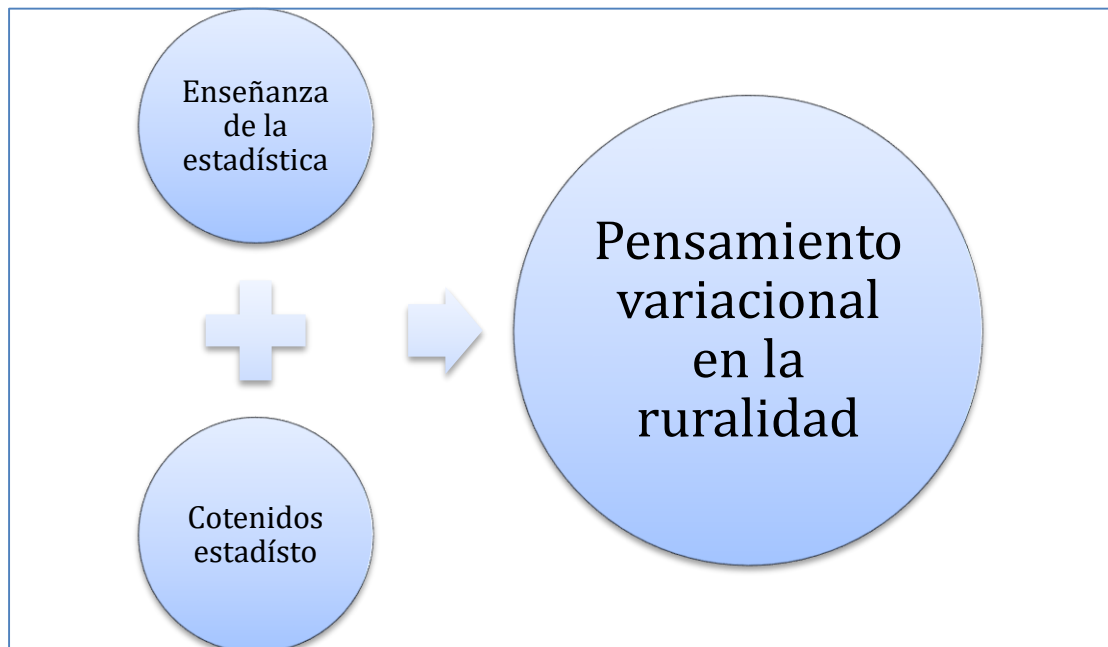 Enseñanza
de la
estadística
Cotenidos
estadísto
Pensamiento
variacional
en la
ruralidad